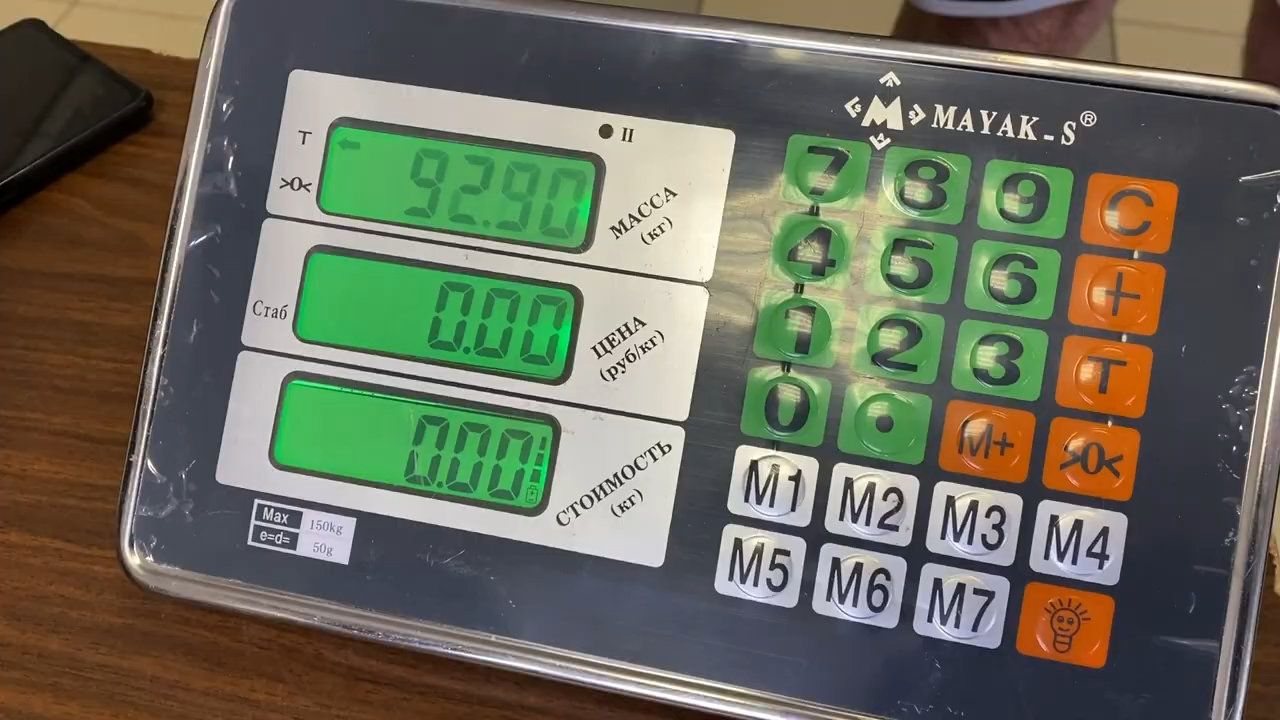 MAYAK-S®
T
II
>0<
92.90
МАССА
(кг)
Стаб
0.00
ЦЕНА
(руб/кг)
0.00
СТОИМОСТЬ
(кг)
Max 150kg
e=d= 50g
7 8 9 C
4 5 6 +
1 2 3 T
0 . M+ >0<
M1 M2 M3 M4
M5 M6 M7